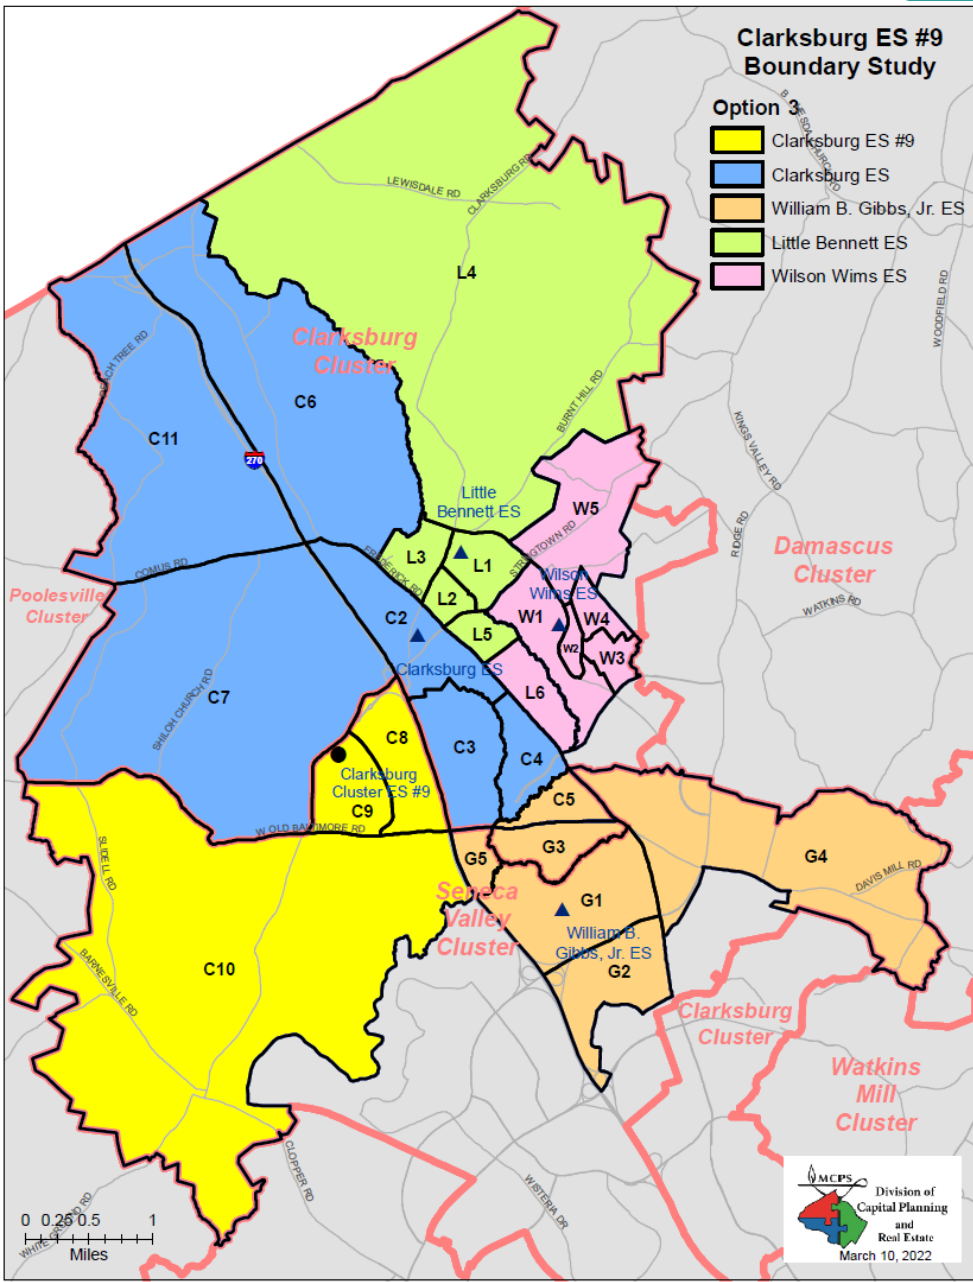 Clarksburg ES #9
Boundary Study
Option 3
Clarksburg ES #9
Clarksburg ES
William B. Gibbs, Jr. ES
Little Bennett ES
Wilson Wims ES
LEWISDALE RD
CLARKSBURG RD
L4
WOODFIELD RD
Clarksburg
Cluster
BURNT HILL RD
KINGS VALLEY RD
C6
C11
270
Little
Bennett ES
W5
RIDGE RD
Damascus
Cluster
COMUS RD
FREDERICK RD
L3
L1
STRINGTOWN RD
Wilson
Wims ES
WATKINS RD
Poolesville
Cluster
L2
C2
W1
W4
L5
W2
W3
Clarksburg ES
SHILOH CHURCH RD
C7
L6
C8
C3
C4
Clarksburg
Cluster ES #9
C9
C5
W OLD BALTIMORE RD
G3
G5
G4
DAVIS MILL RD
SLIDELL RD
Seneca
Valley
Cluster
G1
William B.
Gibbs, Jr. ES
G2
C10
BARNESVILLE RD
Clarksburg
Cluster
Watkins
Mill
Cluster
CLOPPER RD
WISTERIA DR
0 0.25 0.5 1
Miles
MCPS
Division of
Capital Planning
and
Real Estate
March 10, 2022